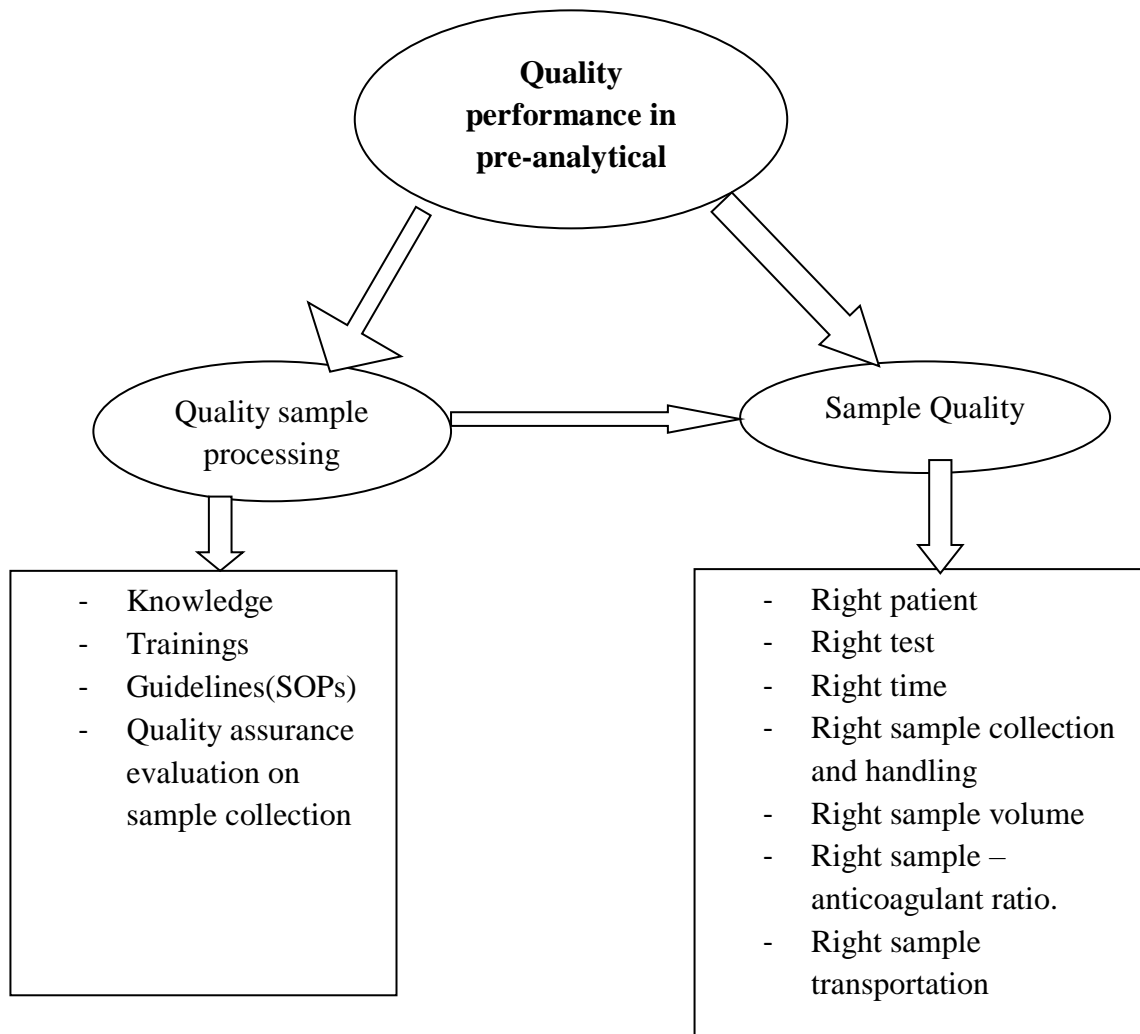 Quality
performance in
pre-analytical
Quality sample
processing
Sample Quality
- Knowledge
- Trainings
- Guidelines(SOPs)
- Quality assurance
evaluation on
sample collection
- Right patient
- Right test
- Right time
- Right sample collection
and handling
- Right sample volume
- Right sample –
anticoagulant ratio.
- Right sample
transportation